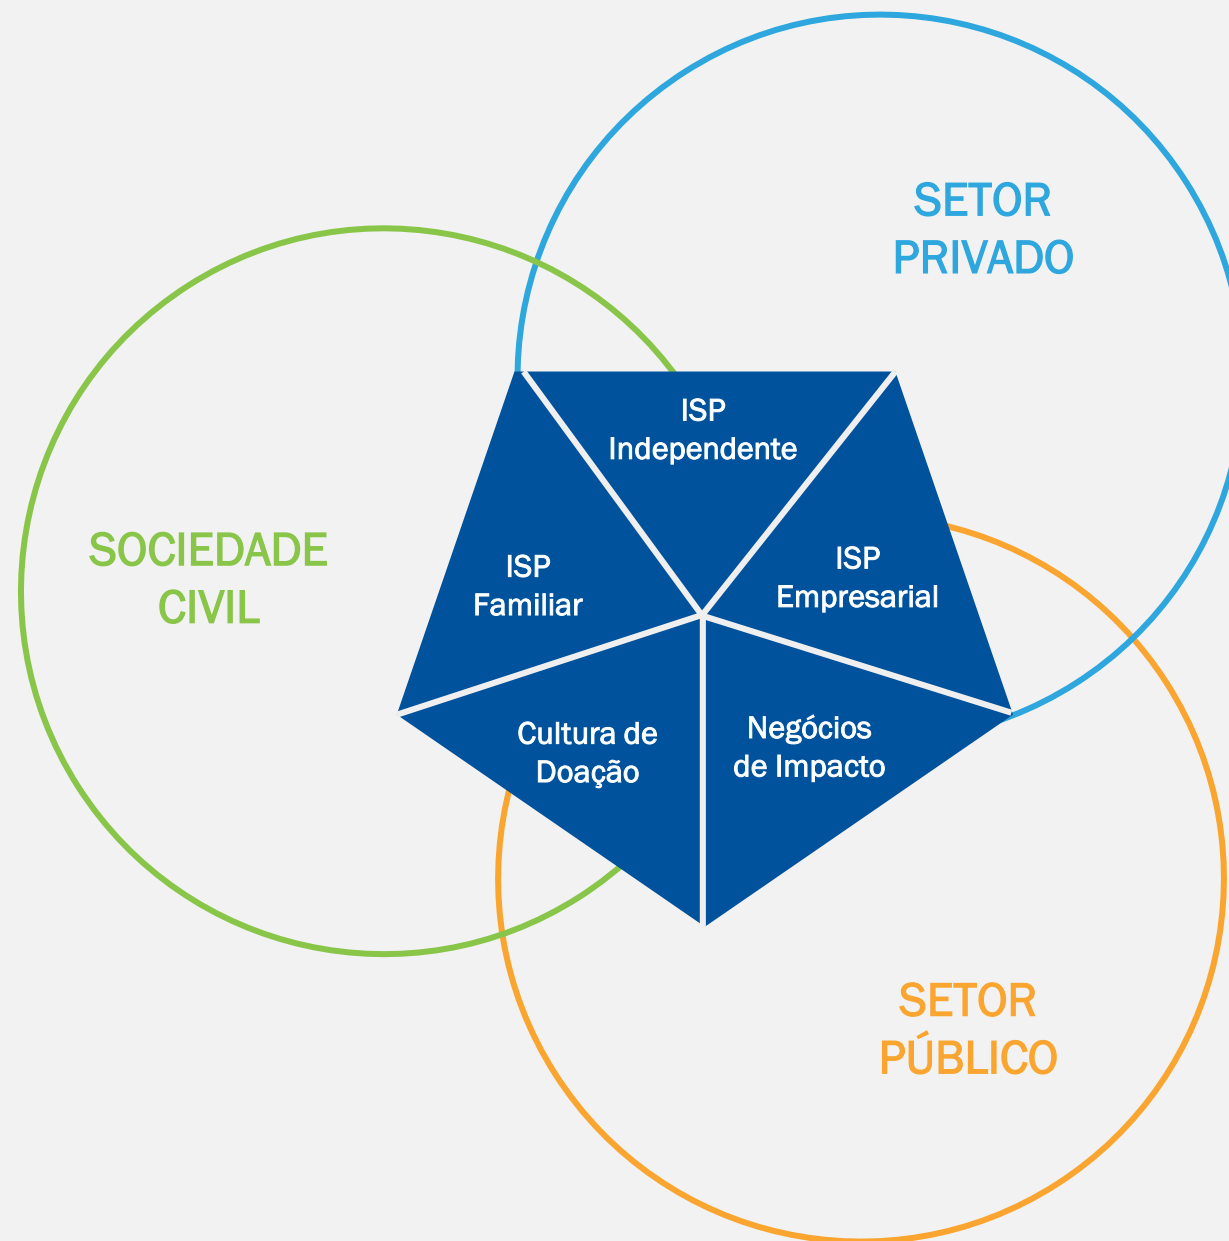 SETOR
PRIVADO
ISP
Independente
SOCIEDADE
CIVIL
ISP
Familiar
ISP
Empresarial
Cultura de
Doação
Negócios
de Impacto
SETOR
PÚBLICO